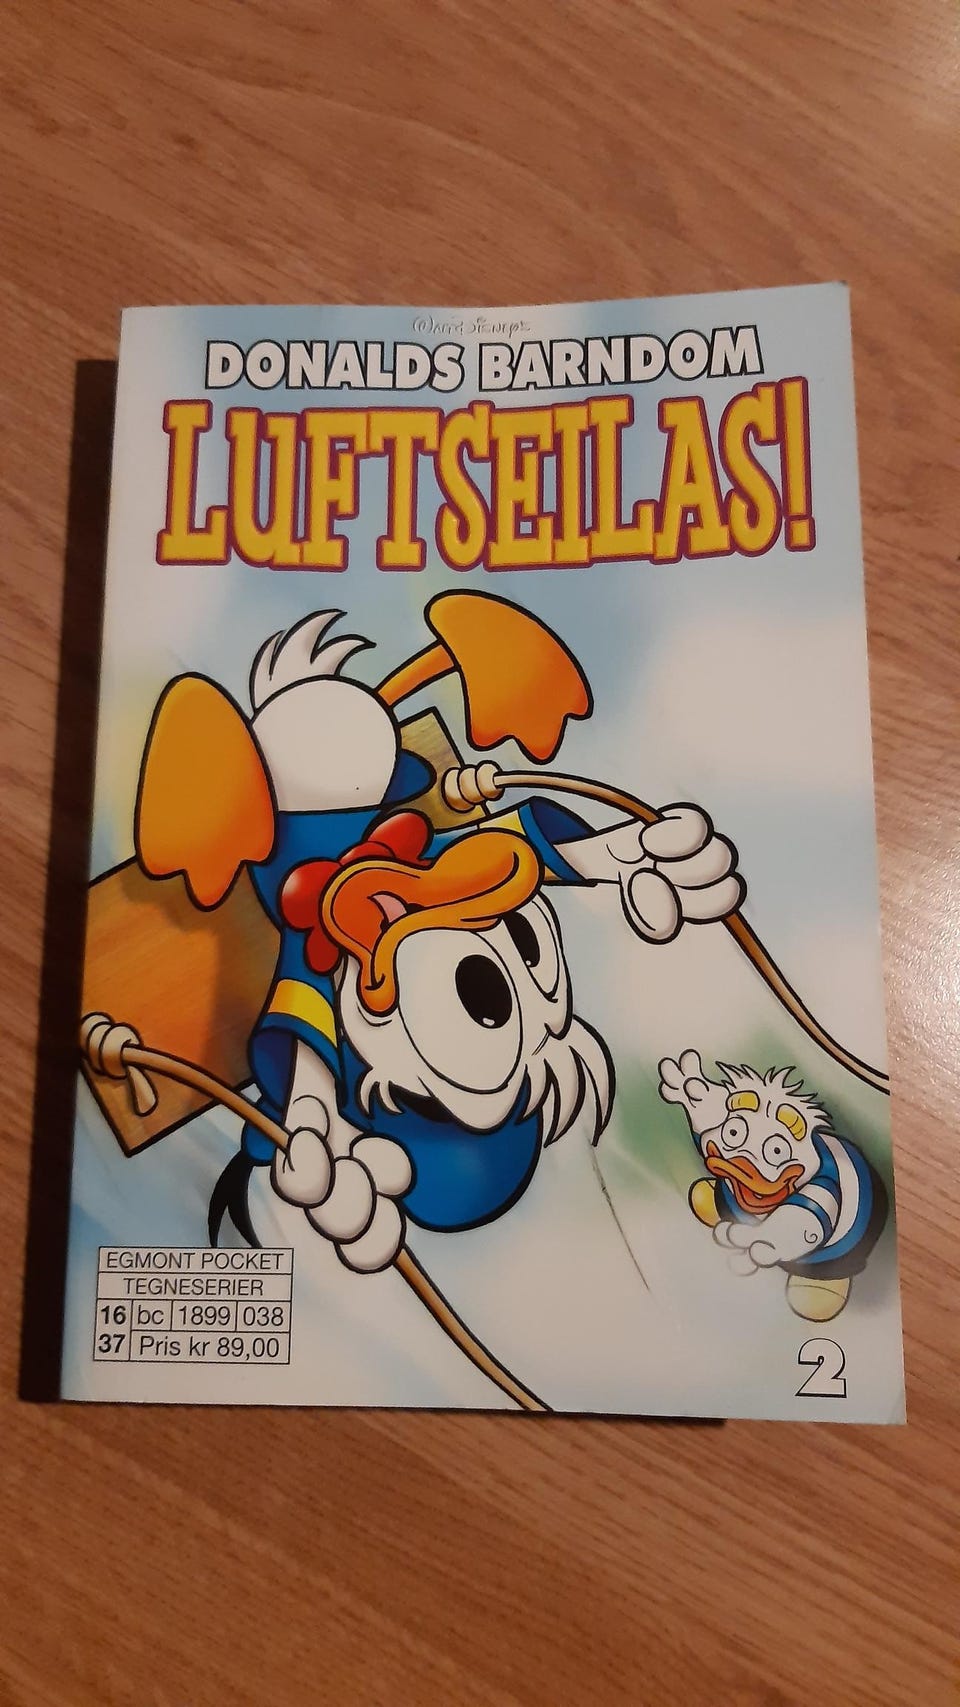 Walt Disney's
DONALDS BARNDOM
LUFTSEILAS!
EGMONT POCKET
TEGNESERIER
16 bc 1899 038
37 Pris kr 89,00
2